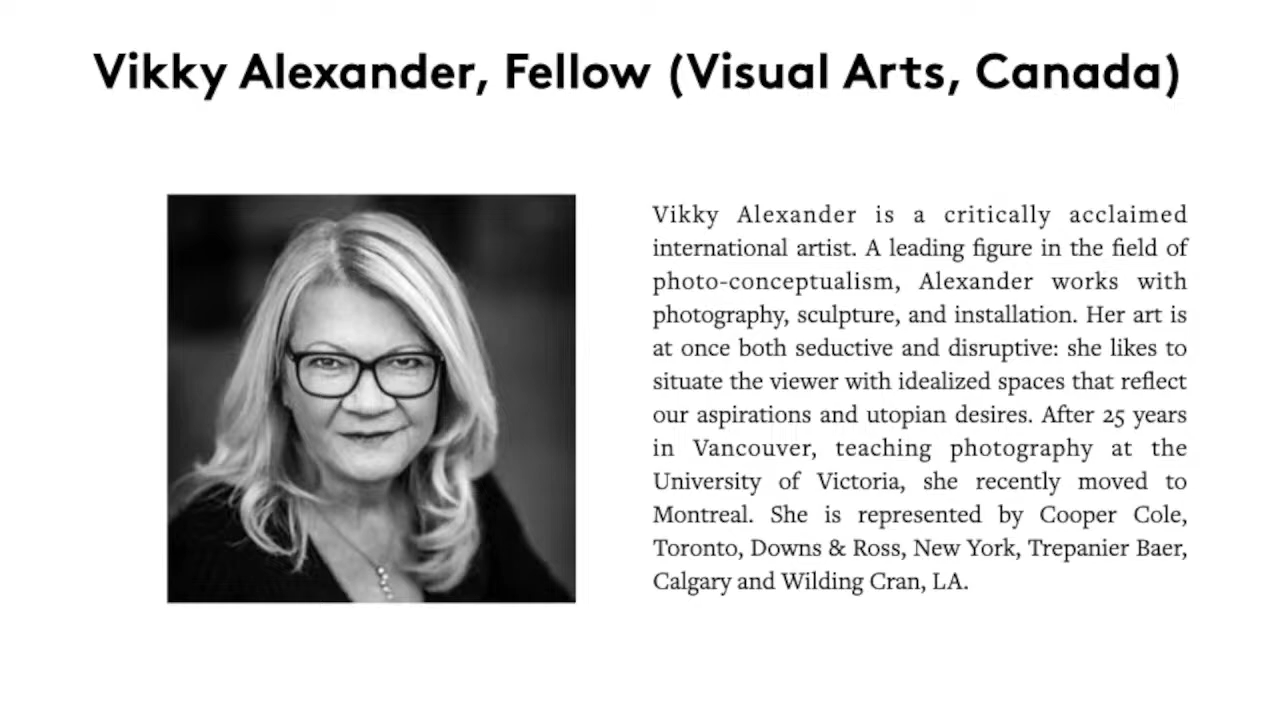 Vikky Alexander, Fellow (Visual Arts, Canada)
Vikky Alexander is a critically acclaimed
international artist. A leading figure in the field of
photo-conceptualism, Alexander works with
photography, sculpture, and installation. Her art is
at once both seductive and disruptive: she likes to
situate the viewer with idealized spaces that reflect
our aspirations and utopian desires. After 25 years
in Vancouver, teaching photography at the
University of Victoria, she recently moved to
Montreal. She is represented by Cooper Cole,
Toronto, Downs & Ross, New York, Trepanier Baer,
Calgary and Wilding Cran, LA.